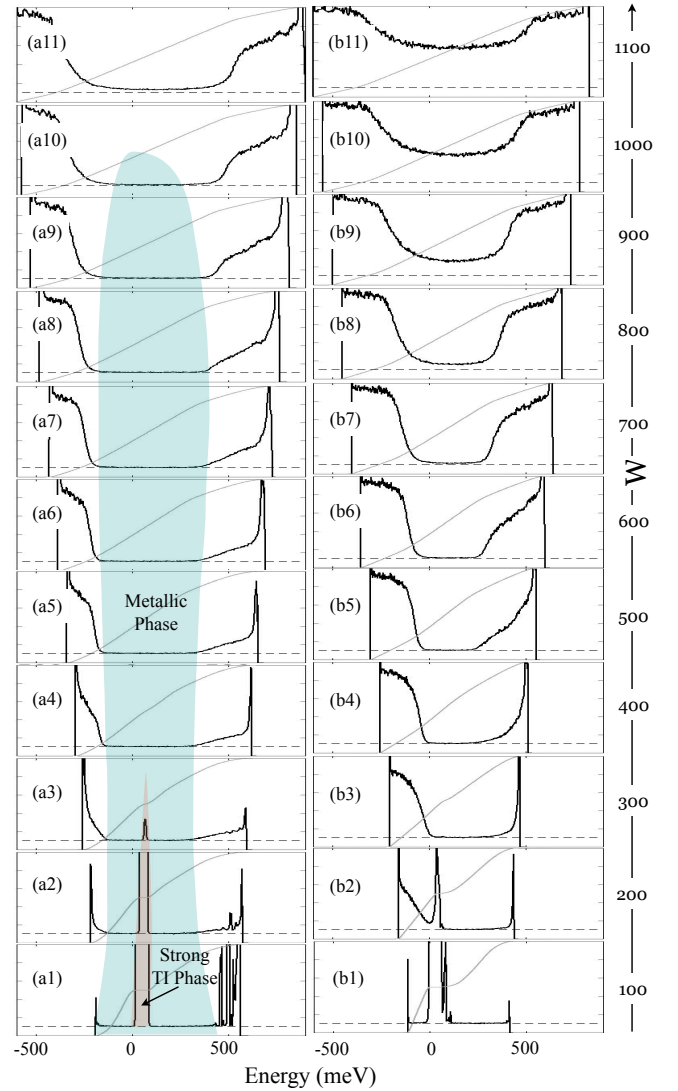 (a11)
(b11)
1100
(a10)
(b10)
1000
(a9)
(b9)
900
(a8)
(b8)
800
(a7)
(b7)
700
W
(a6)
(b6)
600
(a5)
Metallic
Phase
(b5)
500
(a4)
(b4)
400
(a3)
(b3)
300
(a2)
(b2)
200
(a1)
Strong
TI Phase
(b1)
100
-500 0 500 -500 0 500
Energy (meV)